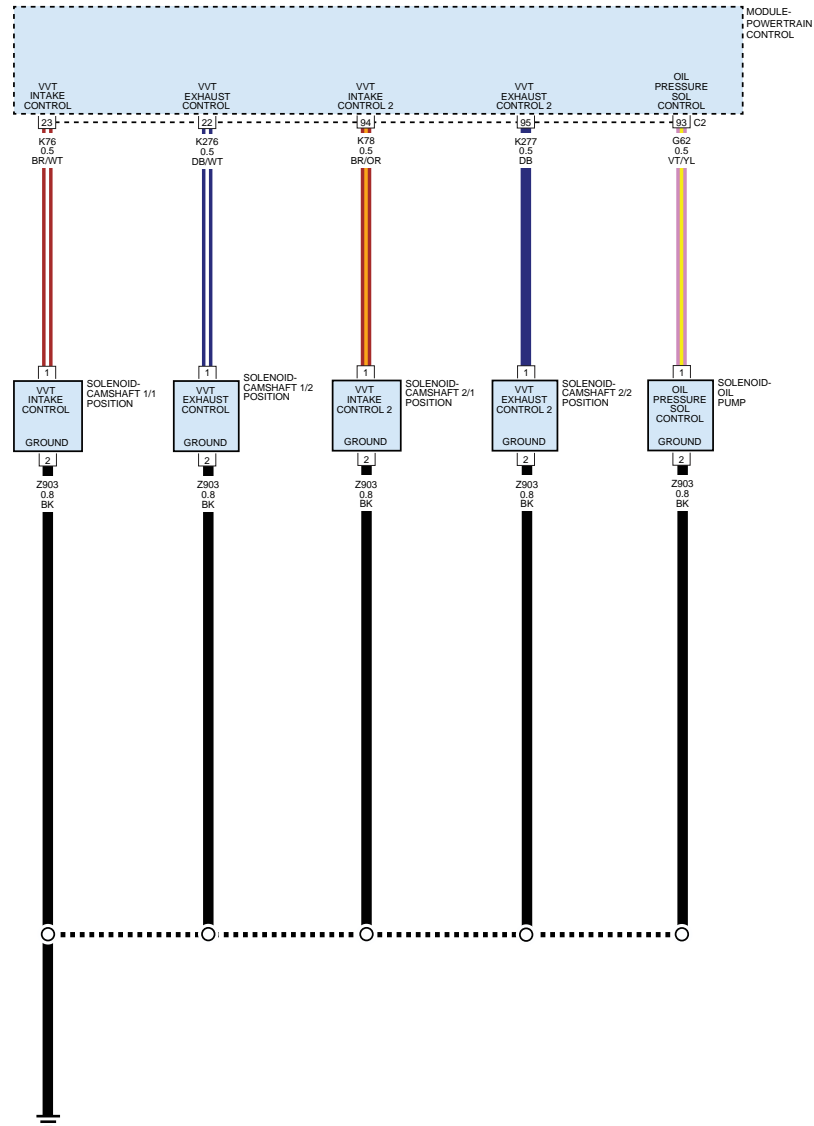 MODULE-
POWERTRAIN
CONTROL
VVT
INTAKE
CONTROL
VVT
EXHAUST
CONTROL
VVT
INTAKE
CONTROL 2
VVT
EXHAUST
CONTROL 2
OIL
PRESSURE
SOL
CONTROL
23
22
94
95
93
C2
K76
0.5
BR/WT
K276
0.5
DB/WT
K78
0.5
BR/OR
K277
0.5
DB
G62
0.5
VT/YL
1
1
1
1
1
VVT
INTAKE
CONTROL
GROUND
SOLENOID-
CAMSHAFT 1/1
POSITION
VVT
EXHAUST
CONTROL
GROUND
SOLENOID-
CAMSHAFT 1/2
POSITION
VVT
INTAKE
CONTROL 2
GROUND
SOLENOID-
CAMSHAFT 2/1
POSITION
VVT
EXHAUST
CONTROL 2
GROUND
SOLENOID-
CAMSHAFT 2/2
POSITION
OIL
PRESSURE
SOL
CONTROL
GROUND
SOLENOID-
OIL
PUMP
2
2
2
2
2
Z903
0.8
BK
Z903
0.8
BK
Z903
0.8
BK
Z903
0.8
BK
Z903
0.8
BK